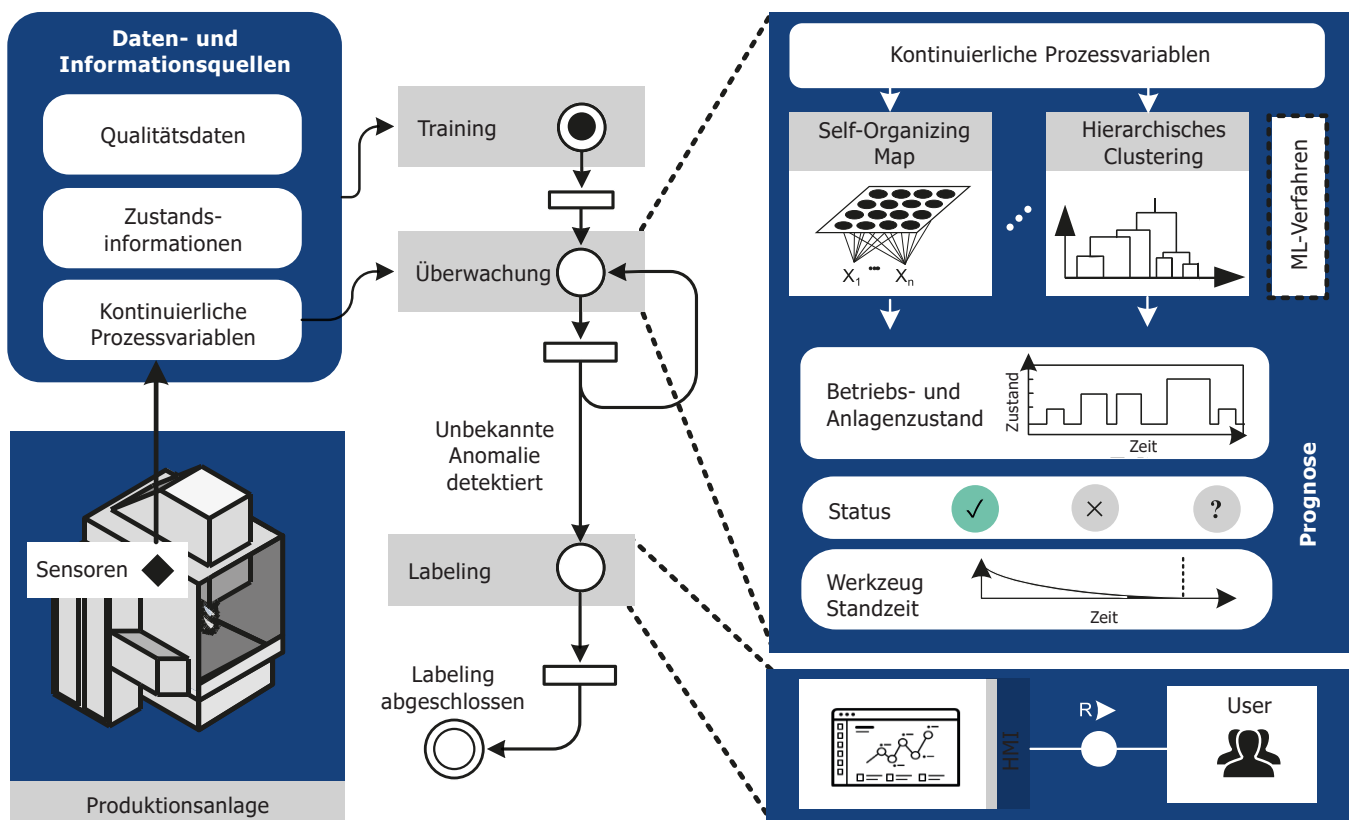 Daten- und
Informationsquellen
Qualitätsdaten
Zustands-
informationen
Kontinuierliche
Prozessvariablen
Sensoren
Produktionsanlage
Training
Überwachung
Unbekannte
Anomalie
detektiert
Labeling
Labeling
abgeschlossen
Kontinuierliche Prozessvariablen
Self-Organizing
Map
X1 ... Xn
Hierarchisches
Clustering
ML-Verfahren
Betriebs- und
Anlagenzustand
Zustand
Zeit
Status
✓ × ?
Werkzeug
Standzeit
Zeit
Prognose
HMI
R
User